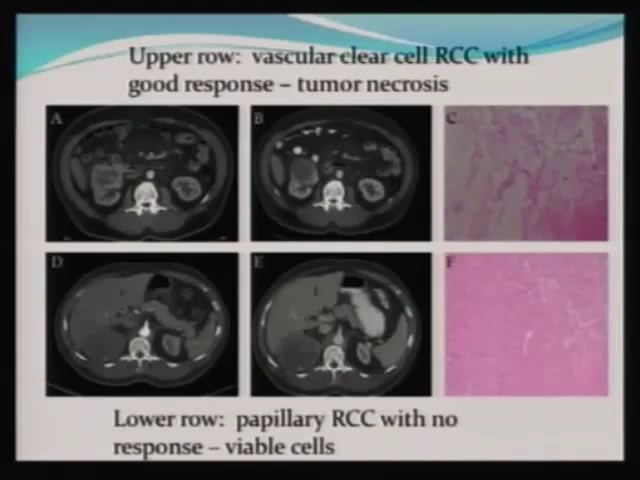 Upper row: vascular clear cell RCC with
good response – tumor necrosis
A
B
C
D
E
F
Lower row: papillary RCC with no
response – viable cells